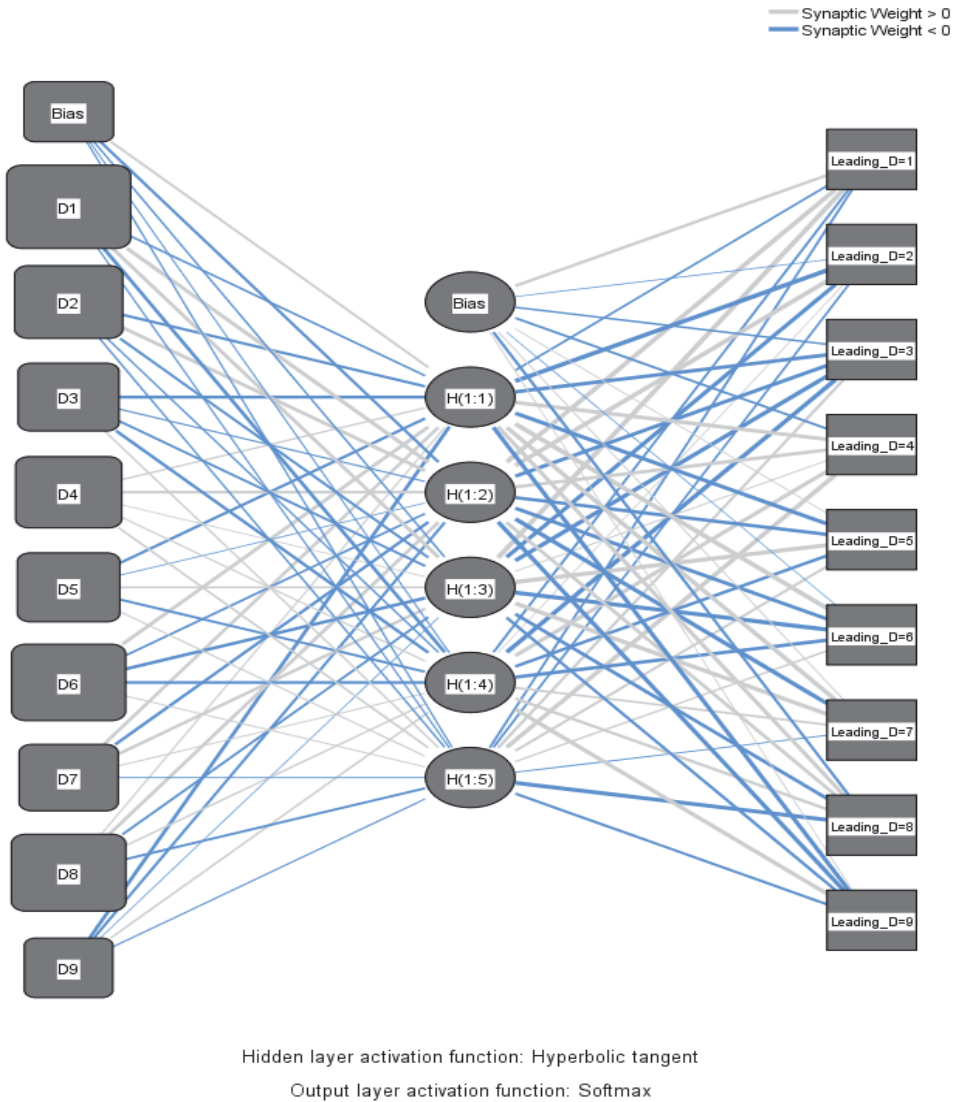 Synaptic Weight > 0
Synaptic Weight < 0
Bias
D1
D2
D3
D4
D5
D6
D7
D8
D9
Bias
H(1:1)
H(1:2)
H(1:3)
H(1:4)
H(1:5)
Leading_D=1
Leading_D=2
Leading_D=3
Leading_D=4
Leading_D=5
Leading_D=6
Leading_D=7
Leading_D=8
Leading_D=9
Hidden layer activation function: Hyperbolic tangent
Output layer activation function: Softmax